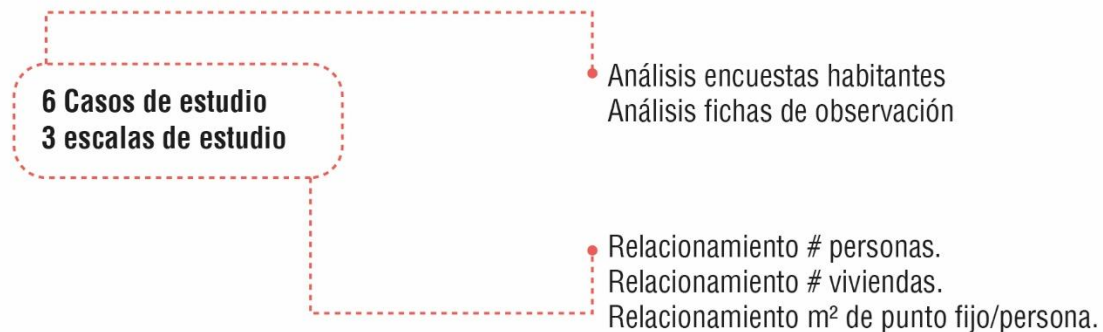 6 Casos de estudio
3 escalas de estudio
Análisis encuestas habitantes
Análisis fichas de observación
Relacionamiento # personas.
Relacionamiento # viviendas.
Relacionamiento m² de punto fijo/persona.